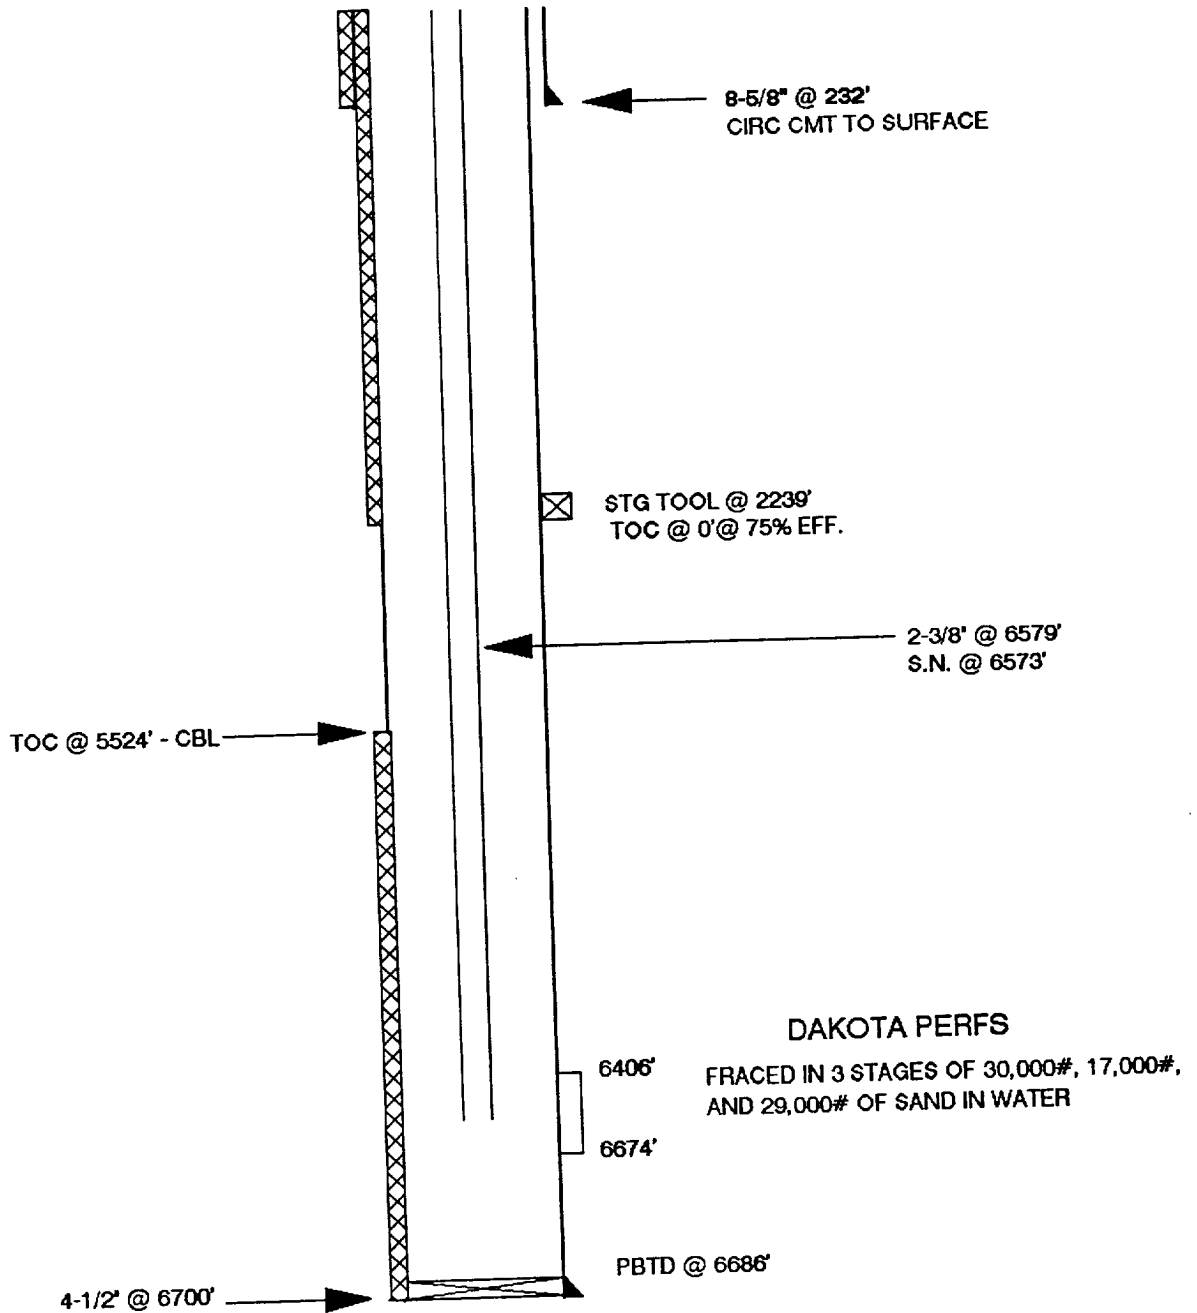 8-5/8" @ 232'
CIRC CMT TO SURFACE
STG TOOL @ 2239'
TOC @ 0'@ 75% EFF.
2-3/8" @ 6579'
S.N. @ 6573'
TOC @ 5524' - CBL
DAKOTA PERFS
6406'
FRACED IN 3 STAGES OF 30,000#, 17,000#,
AND 29,000# OF SAND IN WATER
6674'
PBTD @ 6686'
4-1/2" @ 6700'